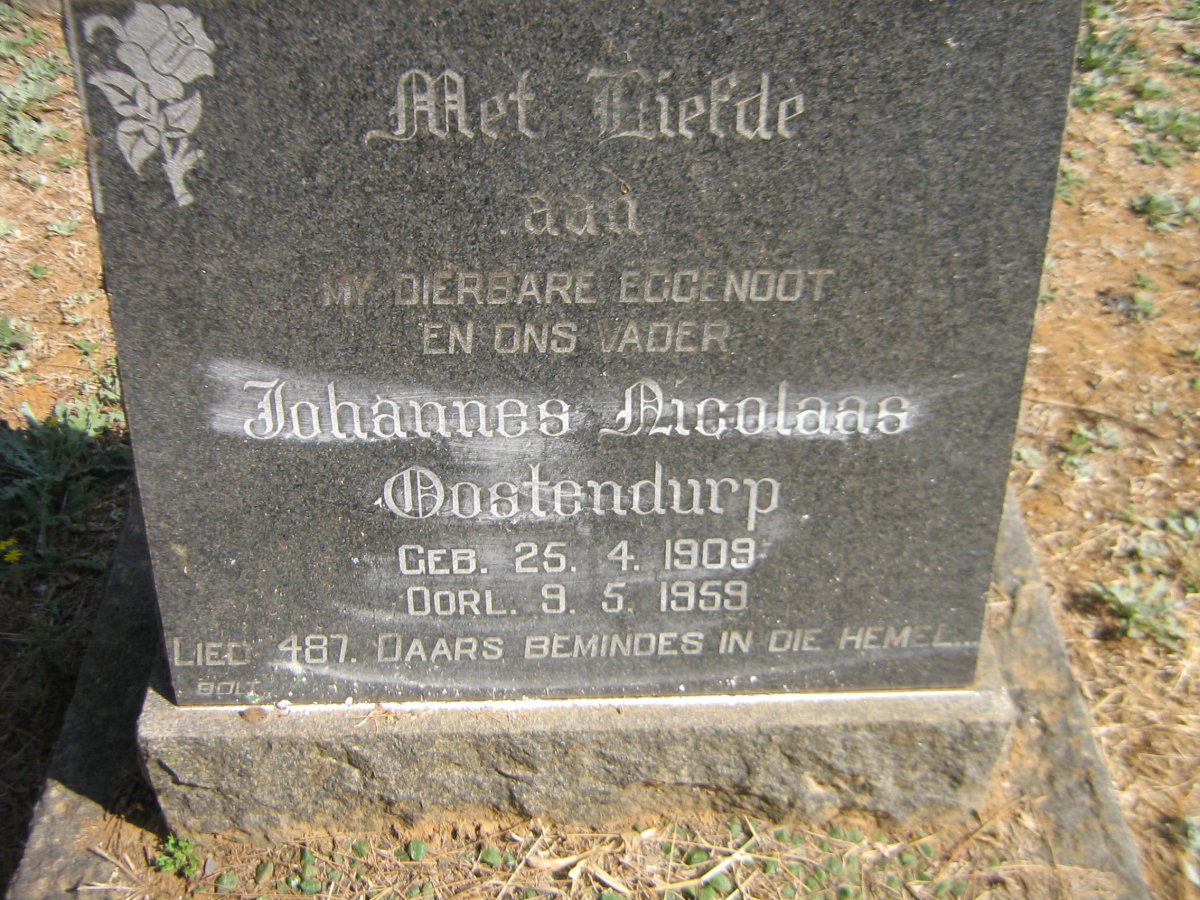 Met Liefde
aan
MY DIERBARE EGGENOOT
EN ONS VADER
Johannes Nicolaas
Oostendurp
GEB. 25. 4. 1909
OORL. 9. 5. 1959
LIED 487. DAARS BEMINDES IN DIE HEMEL...